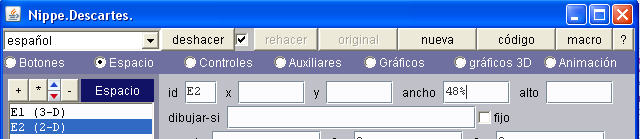 Nippe.Descartes.
español deshacer rehacer original nueva código macro ?
Botones Espacio Controles Auxiliares Gráficos gráficos 3D Animación
+ * - Espacio id E2 x y ancho 48% alto
E1 (3-D) dibujar-si fijo
E2 (2-D)